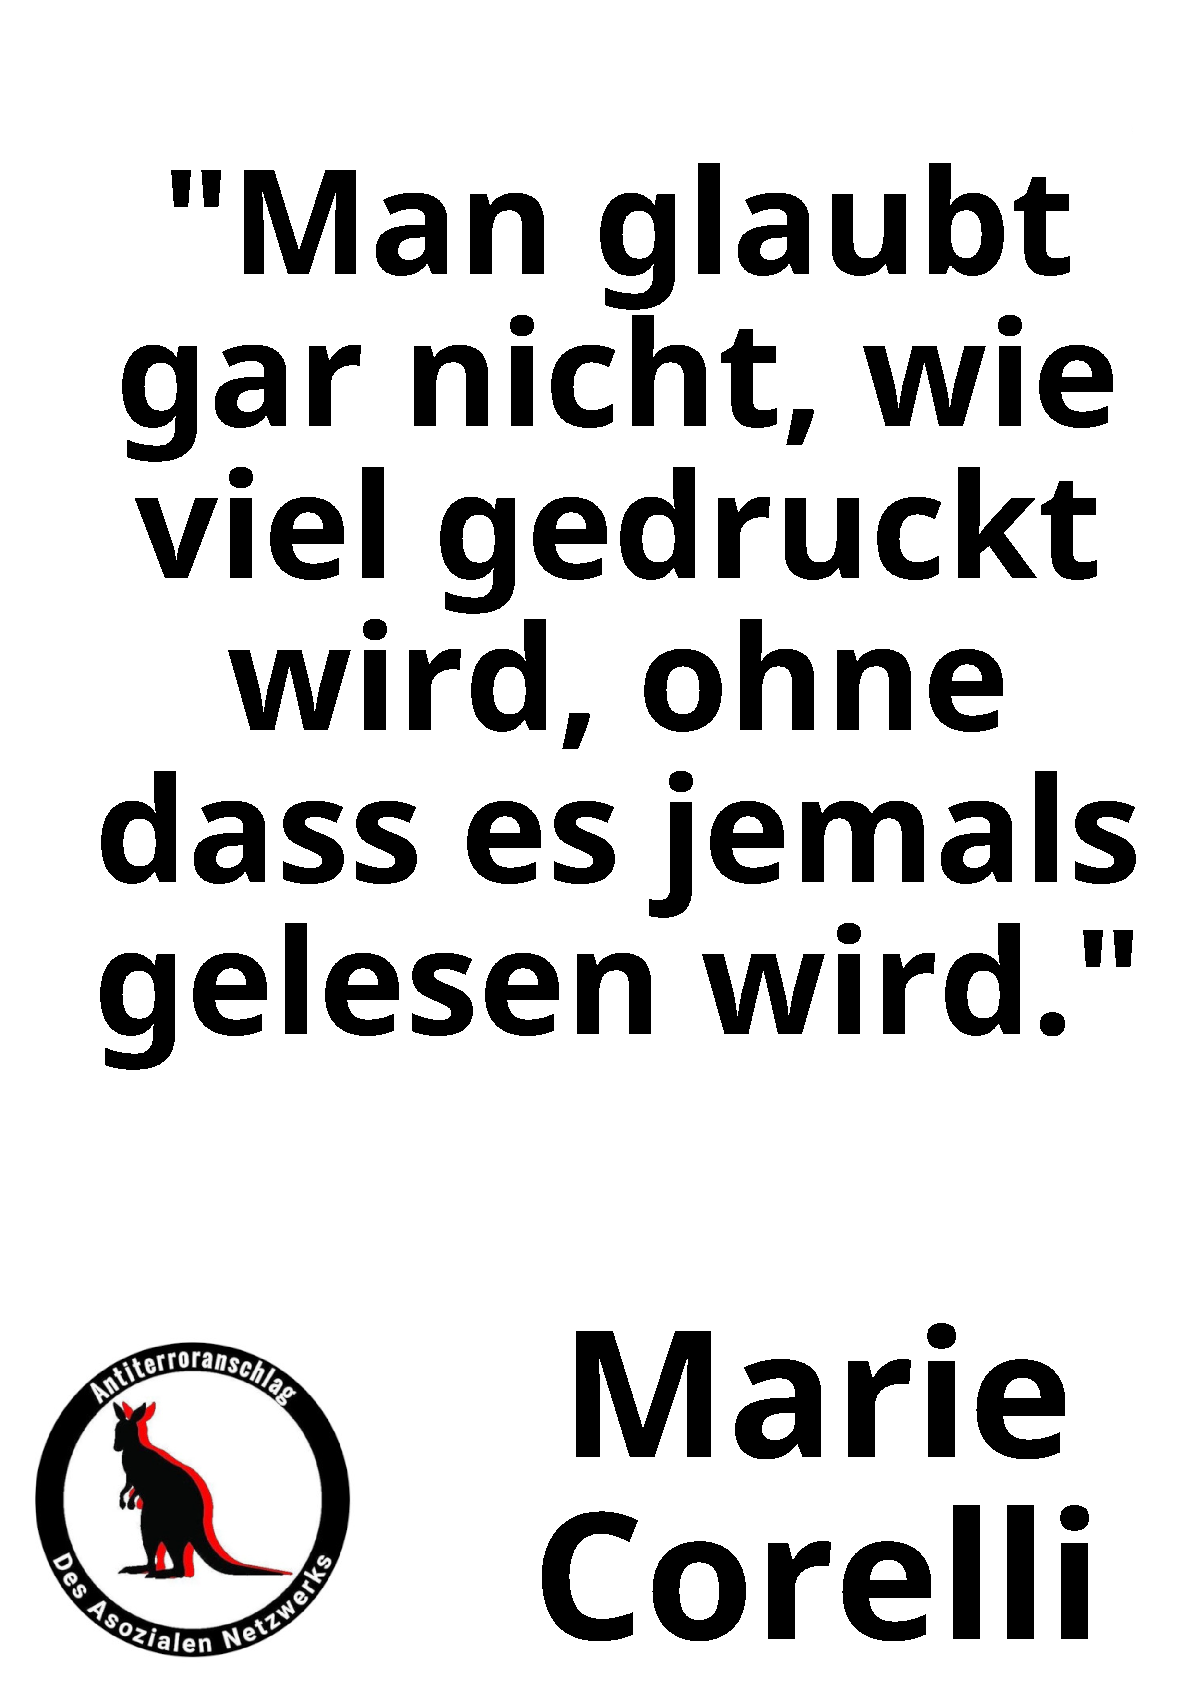 "Man glaubt
gar nicht, wie
viel gedruckt
wird, ohne
dass es jemals
gelesen wird."
Marie
Corelli
Antiterroranschlag
Des Asozialen Netzwerks